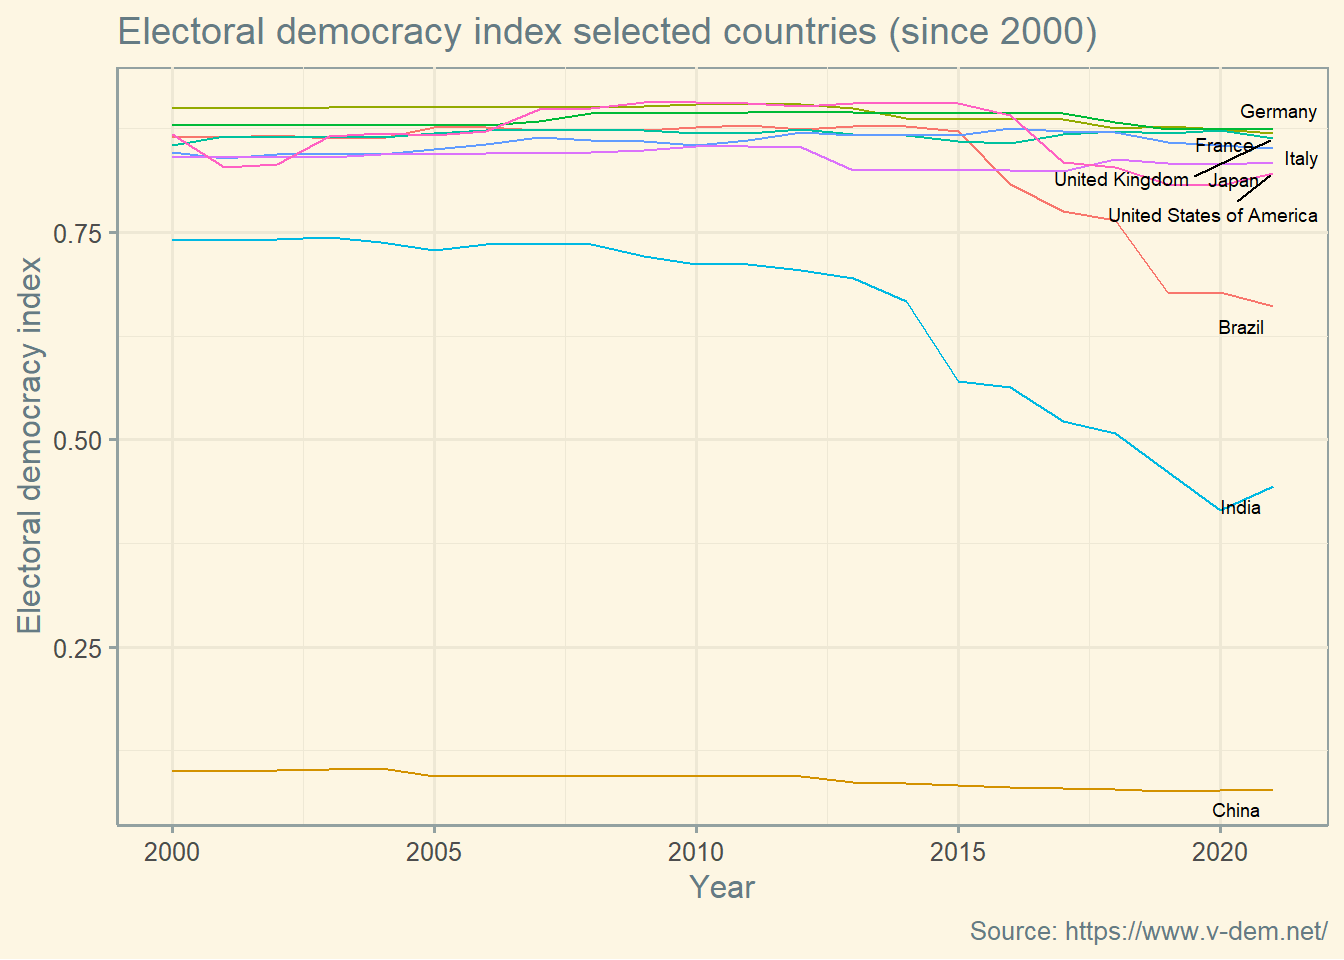 Electoral democracy index selected countries (since 2000)
Electoral democracy index
0.75
0.50
0.25
Germany
France
Italy
United Kingdom
Japan
United States of America
Brazil
India
China
2000
2005
2010
2015
2020
Year
Source: https://www.v-dem.net/